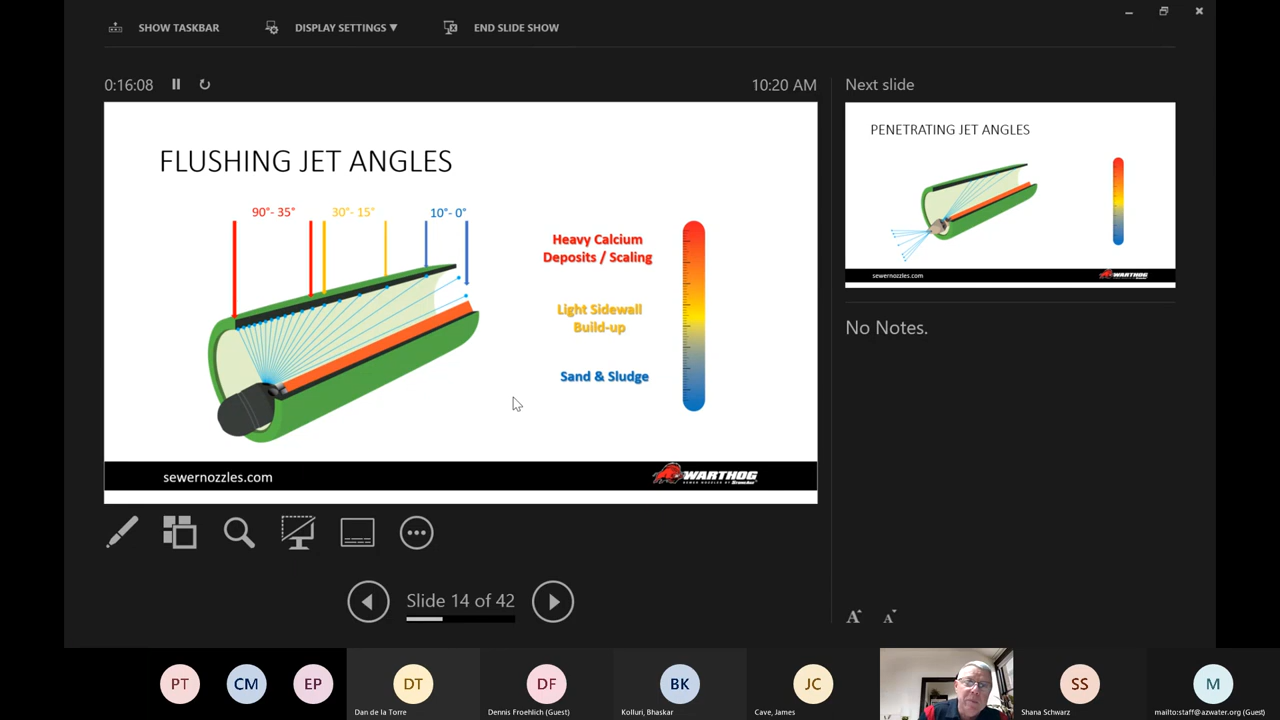 SHOW TASKBAR
DISPLAY SETTINGS ▼
END SLIDE SHOW
0:16:08
10:20 AM
FLUSHING JET ANGLES
90°- 35°
30°- 15°
10°- 0°
Heavy Calcium
Deposits / Scaling
Light Sidewall
Build-up
Sand & Sludge
sewernozzles.com
WARTHOG
Next slide
PENETRATING JET ANGLES
sewernozzles.com
WARTHOG
No Notes.
Slide 14 of 42
A
A
PT
CM
EP
DT
Dan de la Torre
DF
Dennis Froehlich (Guest)
BK
Kolluri, Bhaskar
JC
Cave, James
SS
Shana Schwarz
M
mailto:staff@azwater.org (Guest)